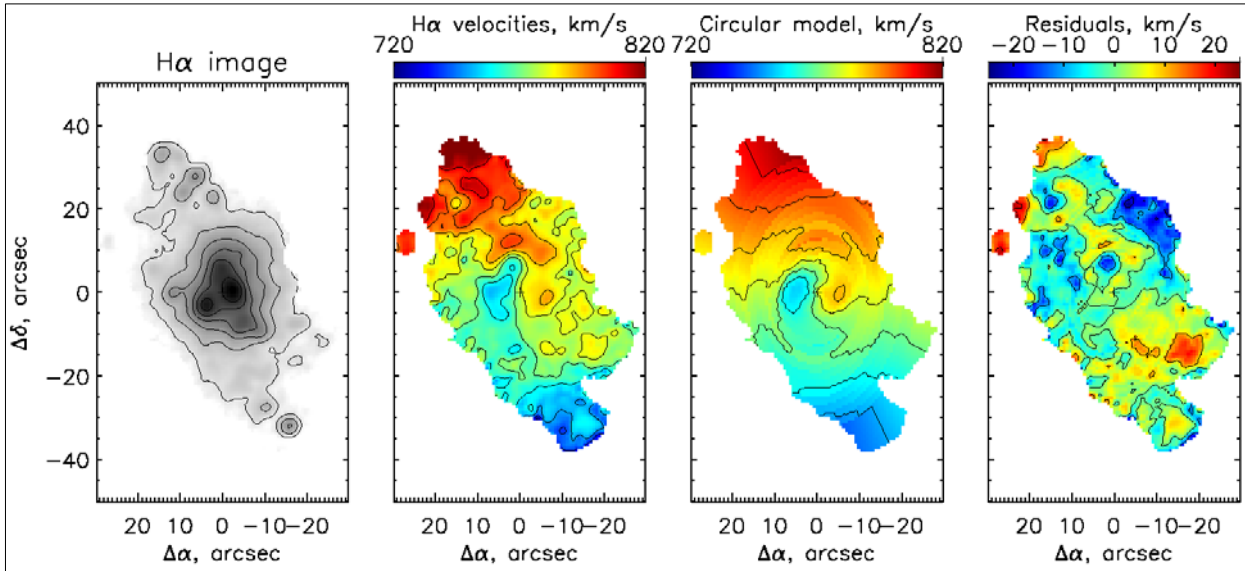 Hα image
Hα velocities, km/s
720 820
Circular model, km/s
720 820
Residuals, km/s
-20 -10 0 10 20
40
20
0
-20
-40
Δδ, arcsec
20 10 0 -10-20
20 10 0 -10-20
20 10 0 -10-20
20 10 0 -10-20
Δα, arcsec
Δα, arcsec
Δα, arcsec
Δα, arcsec